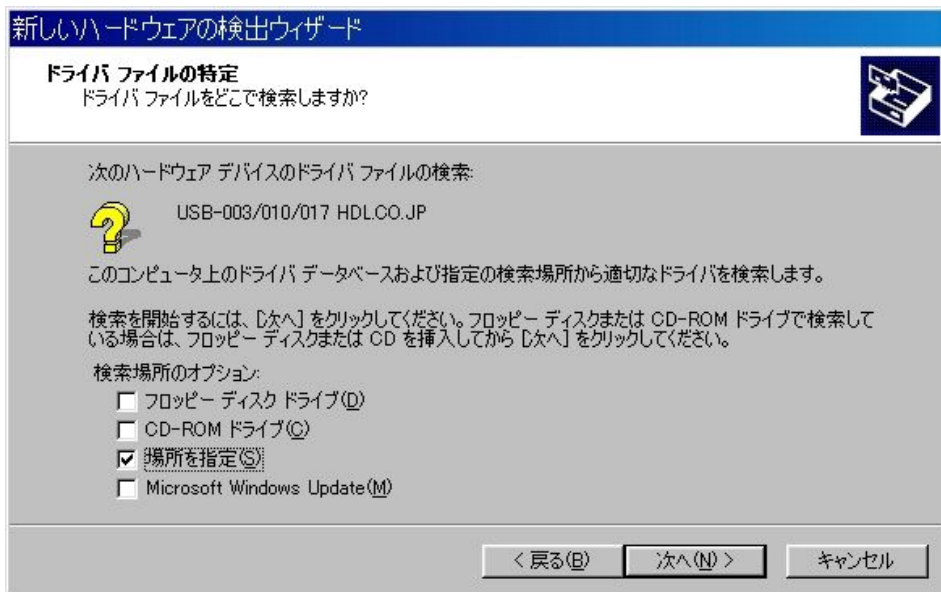 新しいハードウェアの検出ウィザード
ドライバ ファイルの特定
ドライバ ファイルをどこで検索しますか?
次のハードウェア デバイスのドライバ ファイルの検索:
USB-003/010/017 HDL.CO.JP
このコンピュータ上のドライバ データベースおよび指定の検索場所から適切なドライバを検索します。
検索を開始するには、[次へ] をクリックしてください。フロッピー ディスクまたは CD-ROM ドライブで検索して
いる場合は、フロッピー ディスクまたは CD を挿入してから [次へ] をクリックしてください。
検索場所のオプション:
フロッピー ディスク ドライブ(D)
CD-ROM ドライブ(C)
場所を指定(S)
Microsoft Windows Update(M)
< 戻る(B)
次へ(N) >
キャンセル